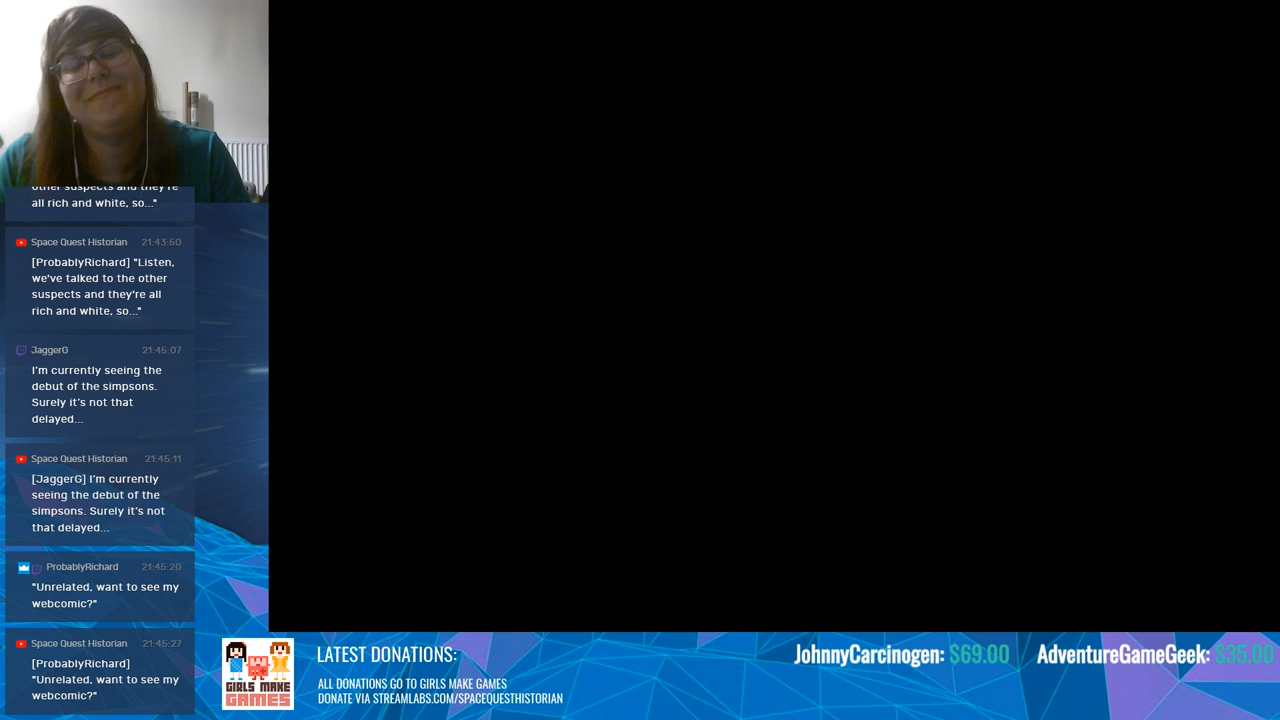 other suspects and they're
all rich and white, so..."
Space Quest Historian 21:43:50
[ProbablyRichard] "Listen,
we've talked to the other
suspects and they're all
rich and white, so..."
JaggerG 21:45:07
I'm currently seeing the
debut of the simpsons.
Surely it's not that
delayed...
Space Quest Historian 21:45:11
[JaggerG] I'm currently
seeing the debut of the
simpsons. Surely it's not
that delayed...
ProbablyRichard 21:45:20
"Unrelated, want to see my
webcomic?"
Space Quest Historian 21:45:27
[ProbablyRichard]
"Unrelated, want to see my
webcomic?"
GIRLS MAKE
GAMES
LATEST DONATIONS:
ALL DONATIONS GO TO GIRLS MAKE GAMES
DONATE VIA STREAMLABS.COM/SPACEQUESTHISTORIAN
JohnnyCarcinogen: $69.00 AdventureGameGeek: $35.00